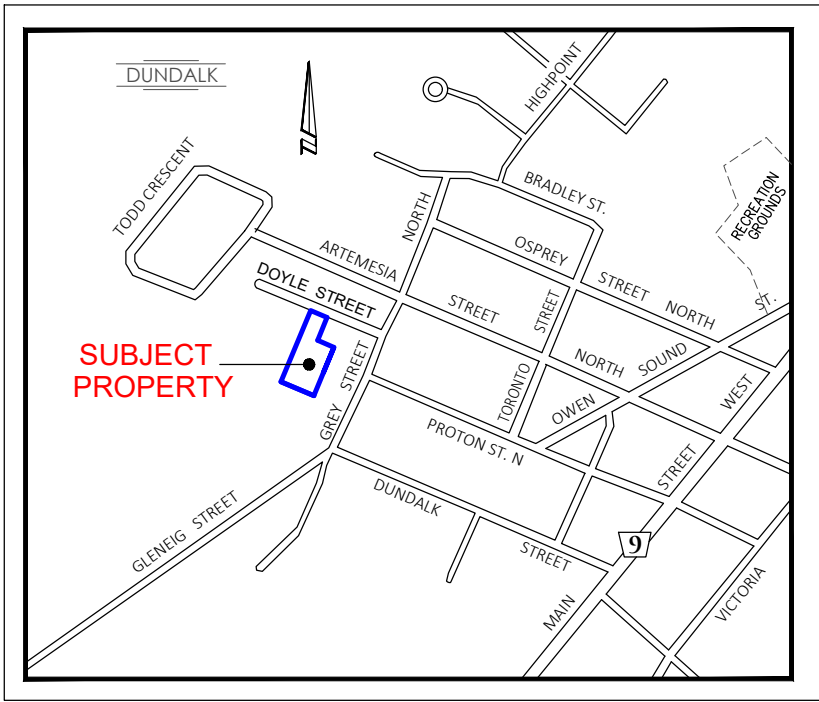 DUNDALK
HIGHPOINT
TODD CRESCENT
BRADLEY ST.
RECREATION
GROUNDS
NORTH
ARTEMESIA
OSPREY
DOYLE STREET
STREET
STREET
STREET
NORTH
ST.
SUBJECT
PROPERTY
GREY STREET
NORTH
SOUND
OWEN
TORONTO
WEST
STREET
PROTON ST. N
DUNDALK
STREET
GLENEIG STREET
9
MAIN
VICTORIA